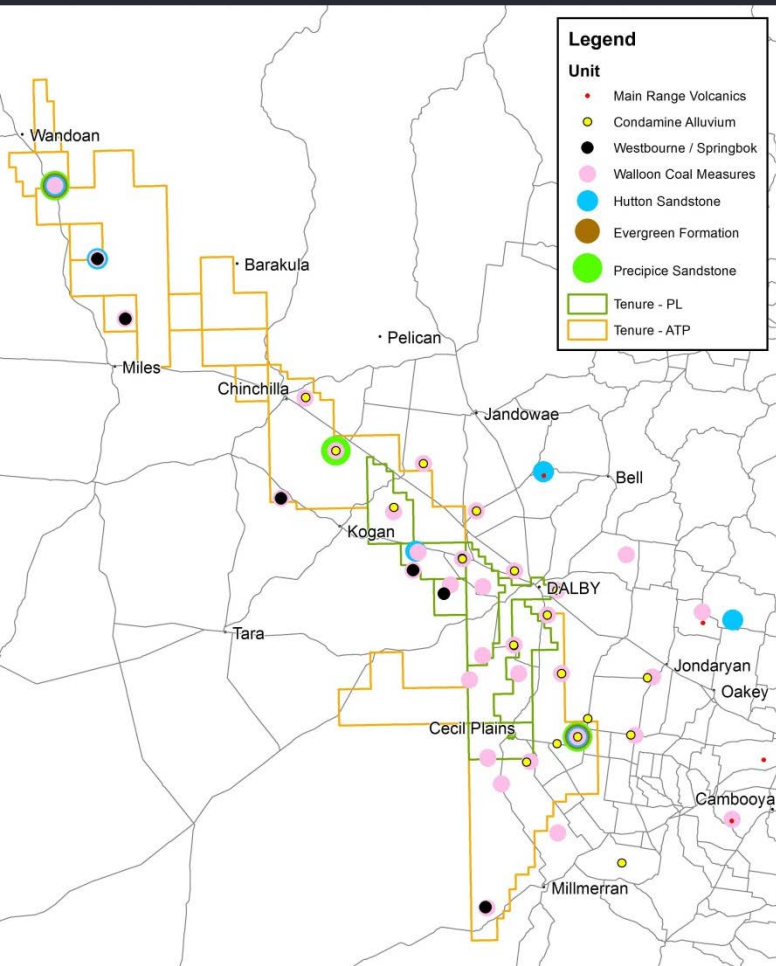 Legend
Unit
Main Range Volcanics
Condamine Alluvium
Westbourne / Springbok
Walloon Coal Measures
Hutton Sandstone
Evergreen Formation
Precipice Sandstone
Tenure - PL
Tenure - ATP
Wandoan
Barakula
Pelican
Miles
Chinchilla
Jandowae
Bell
Kogan
DALBY
Tara
Jondaryan
Oakey
Cecil Plains
Cambooya
Millmerran